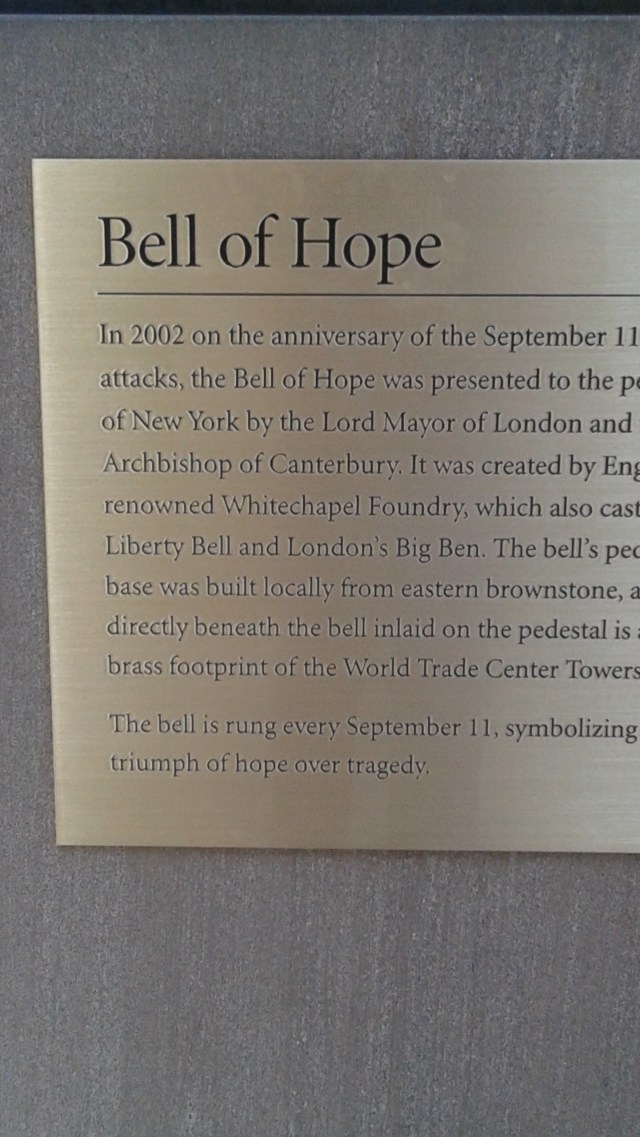 Bell of Hope
In 2002 on the anniversary of the September 11
attacks, the Bell of Hope was presented to the
of New York by the Lord Mayor of London and
Archbishop of Canterbury. It was created by
renowned Whitechapel Foundry, which also cast
Liberty Bell and London's Big Ben. The bell's
base was built locally from eastern brownstone,
directly beneath the bell inlaid on the pedestal is
brass footprint of the World Trade Center Towers
The bell is rung every September 11, symbolizing
triumph of hope over tragedy.